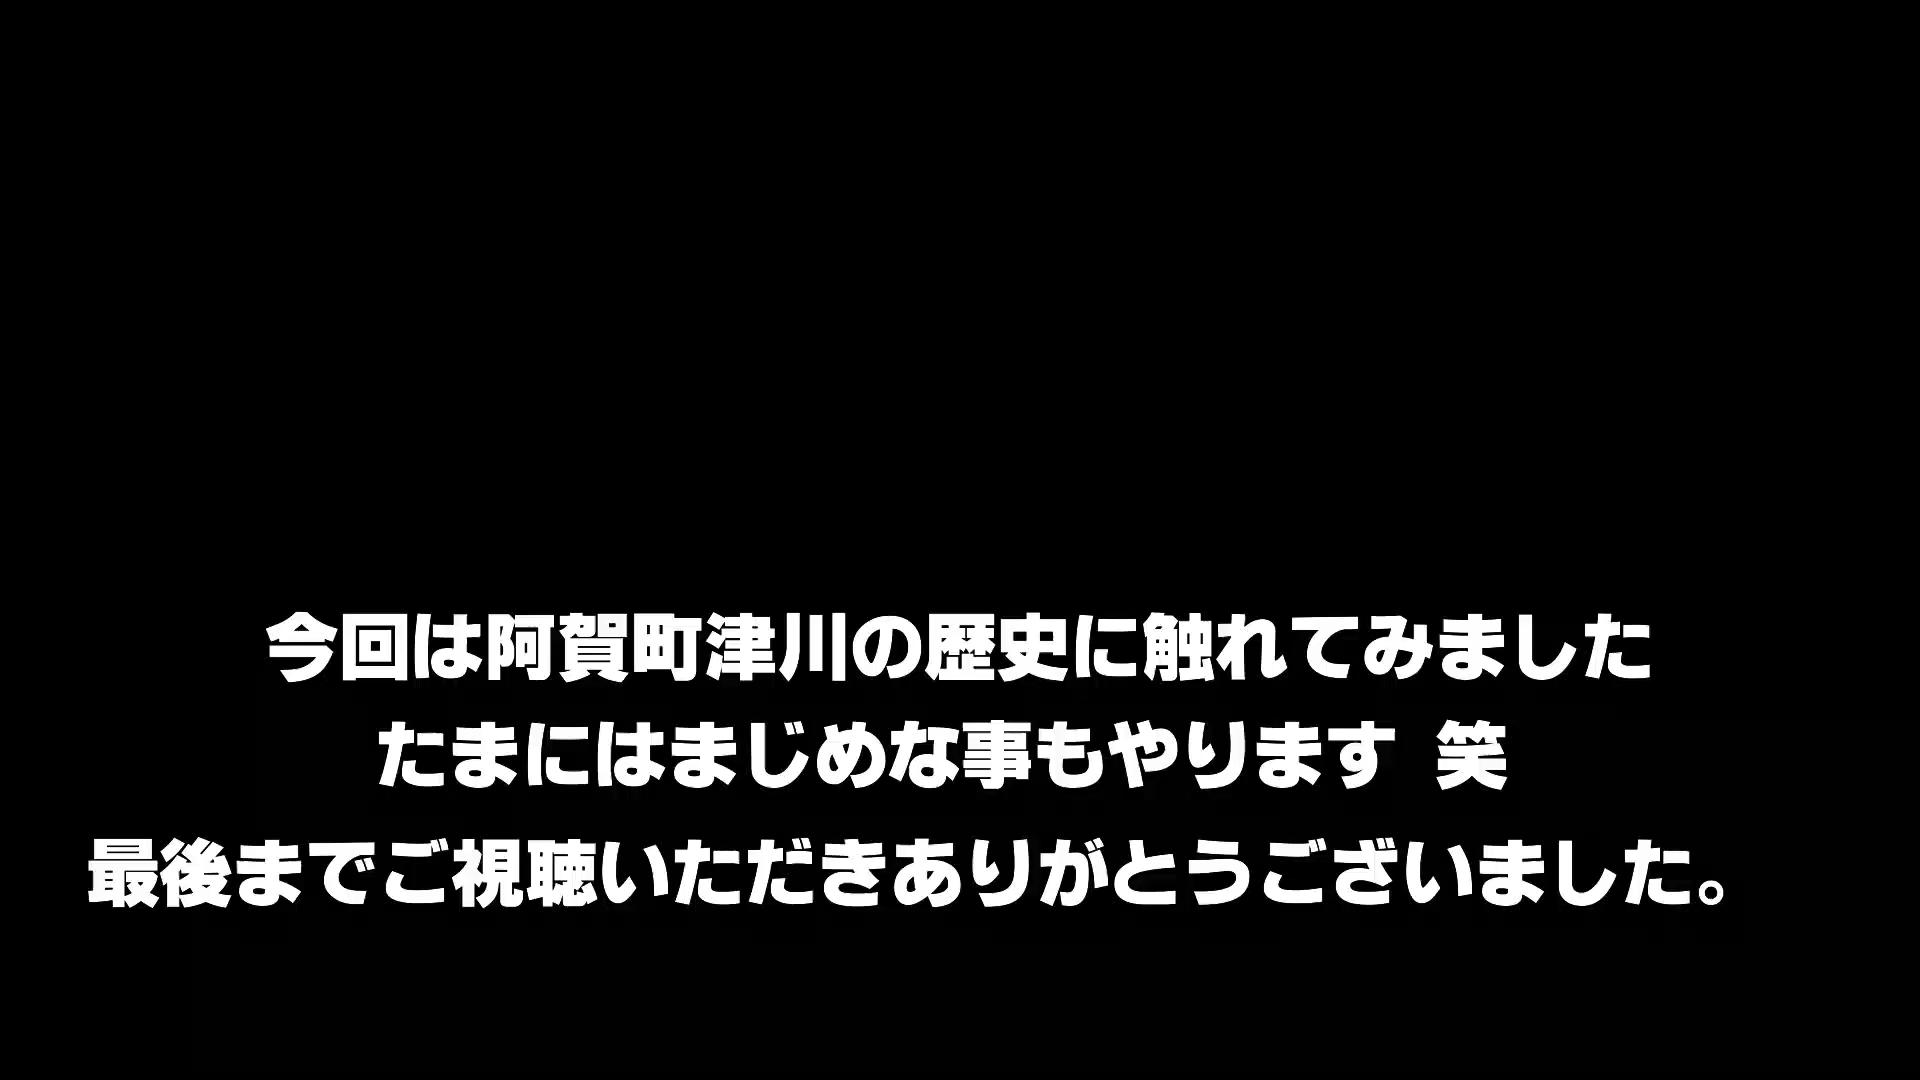 今回は阿賀町津川の歴史に触れてみました
たまにはまじめな事もやります 笑
最後までご視聴いただきありがとうございました。